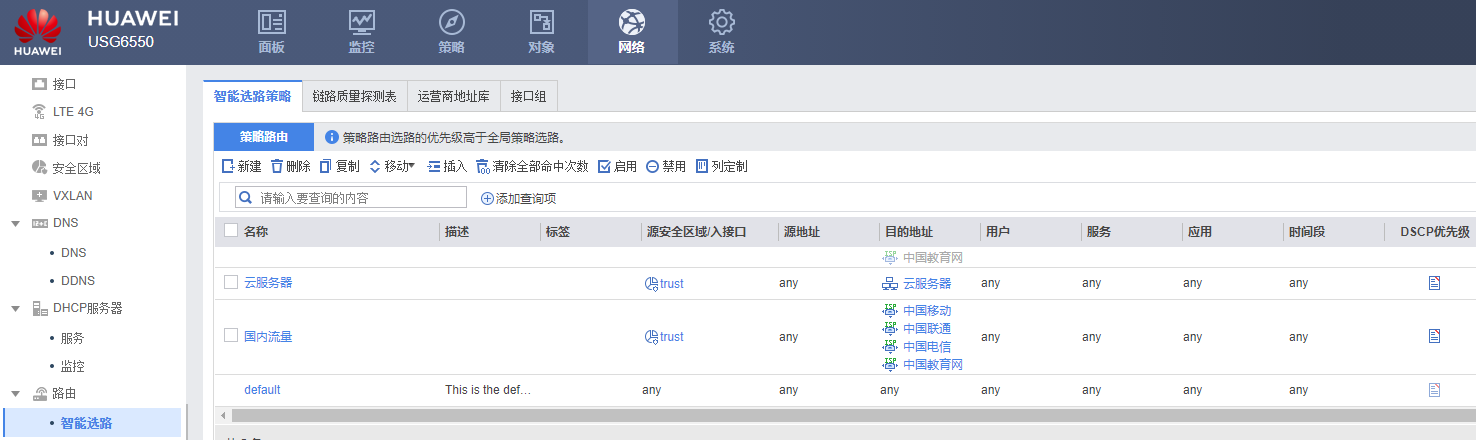 HUAWEI
HUAWEI
USG6550
面板
监控
策略
对象
网络
系统
接口
LTE 4G
接口对
安全区域
VXLAN
DNS
DNS
DDNS
DHCP服务器
服务
监控
路由
智能选路
智能选路策略 链路质量探测表 运营商地址库 接口组
策略路由 策略路由选路的优先级高于全局策略选路。
新建 删除 复制 移动 插入 清除全部命中次数 启用 禁用 列定制
请输入要查询的内容 添加查询项
名称 描述 标签 源安全区域/入接口 源地址 目的地址 用户 服务 应用 时间段 DSCP优先级
中国教育网
云服务器 trust any 云服务器 any any any any
国内流量 trust any 中国移动 any any any any
中国联通
中国电信
中国教育网
default This is the def... any any any any any any any